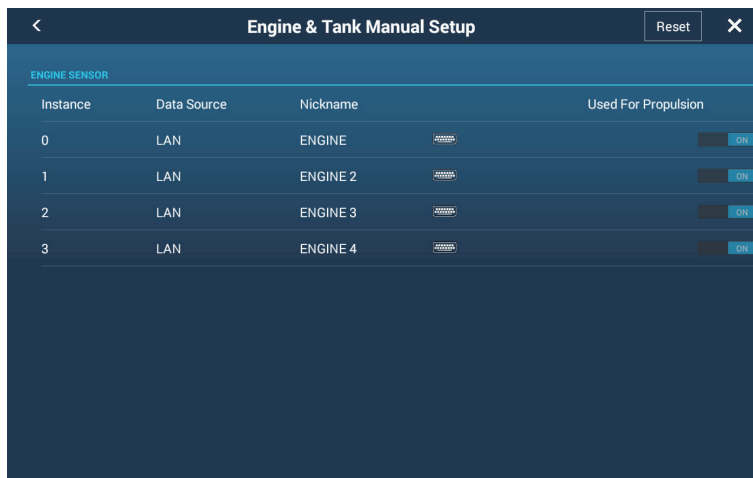 Engine & Tank Manual Setup Reset
ENGINE SENSOR
Instance Data Source Nickname Used For Propulsion
0 LAN ENGINE ON
1 LAN ENGINE 2 ON
2 LAN ENGINE 3 ON
3 LAN ENGINE 4 ON